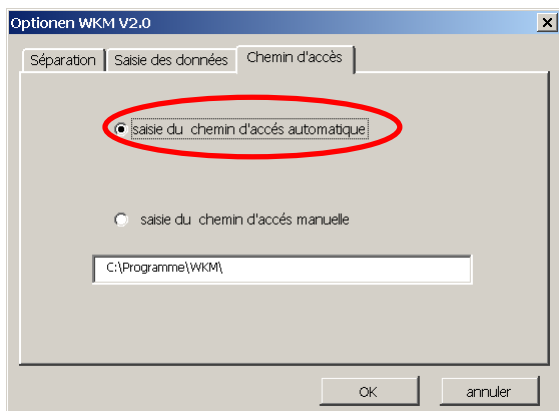 Optionen WKM V2.0
Séparation Saisie des données Chemin d'accès
saisie du chemin d'accés automatique
saisie du chemin d'accés manuelle
C:\Programme\WKM\
OK annuler